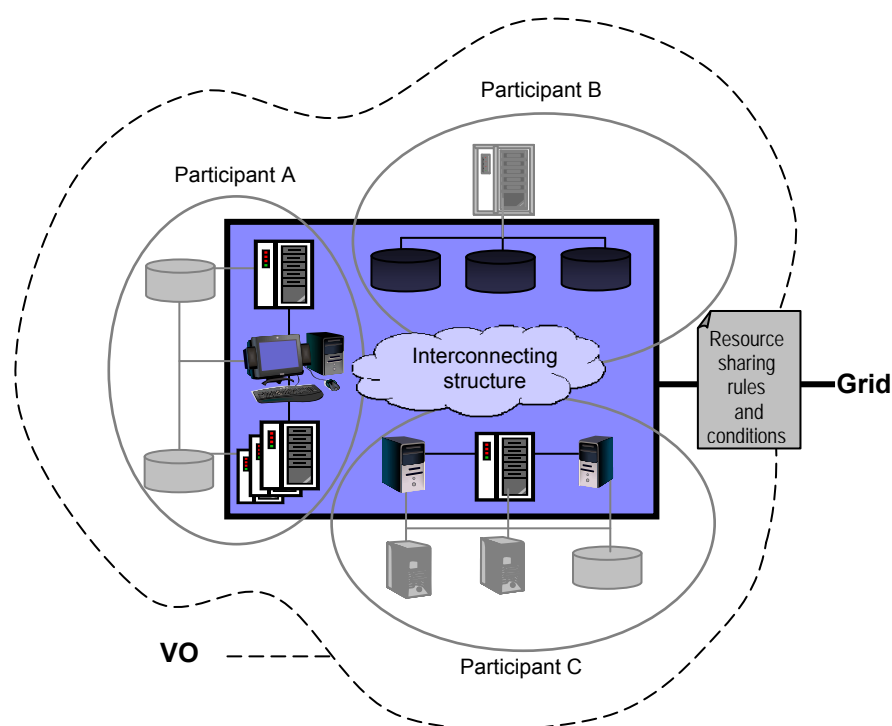 Participant B
Participant A
Interconnecting
structure
Resource
sharing
rules
and
conditions
Grid
VO
Participant C